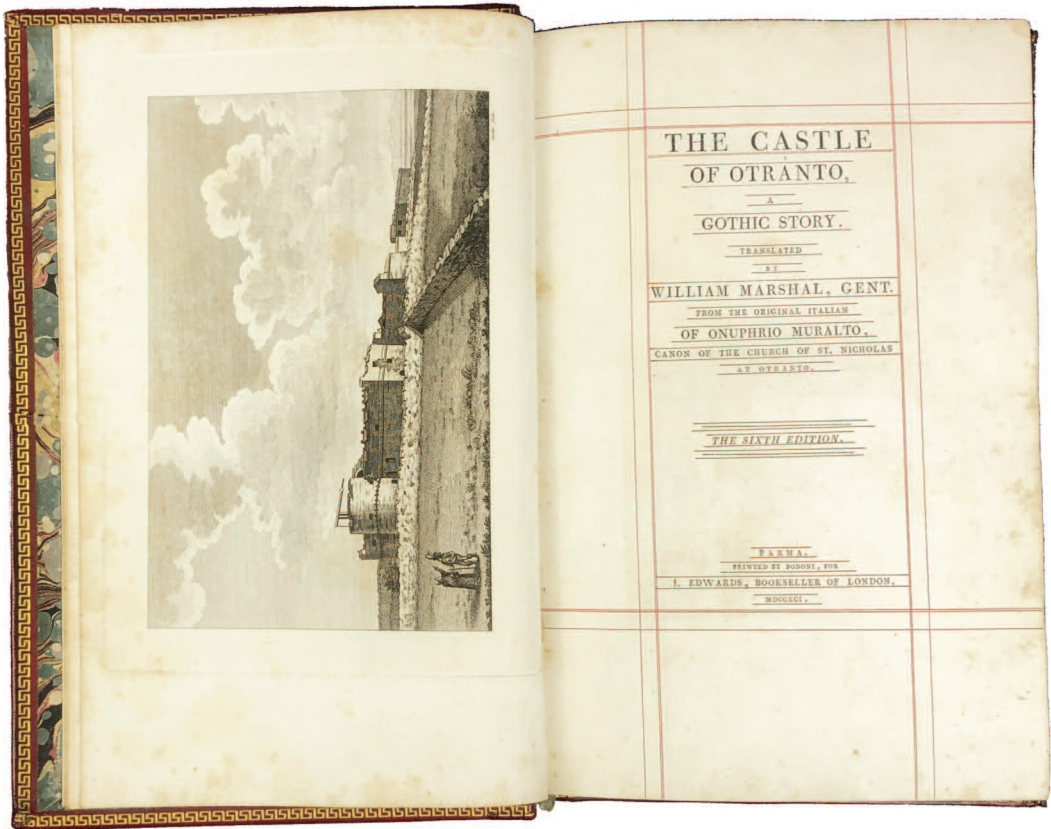 THE CASTLE
OF OTRANTO,
A
GOTHIC STORY.
TRANSLATED
BY
WILLIAM MARSHAL, GENT.
FROM THE ORIGINAL ITALIAN
OF ONUPHRIO MURALTO,
CANON OF THE CHURCH OF ST. NICHOLAS
AT OTRANTO.
THE SIXTH EDITION.
PARMA.
PRINTED BY BODONI, FOR
J. EDWARDS, BOOKSELLER OF LONDON.
MDCCXCI.